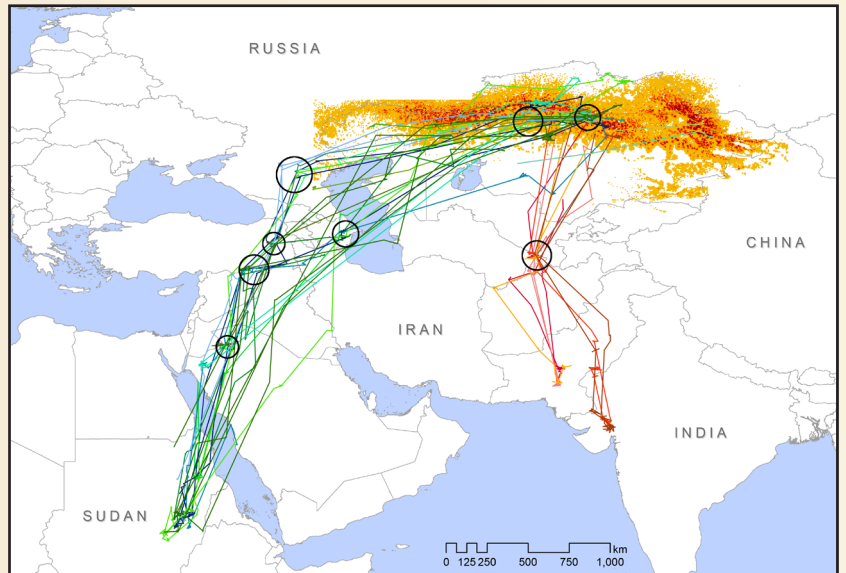 RUSSIA
CHINA
IRAN
INDIA
SUDAN
km
0 125 250 500 750 1,000